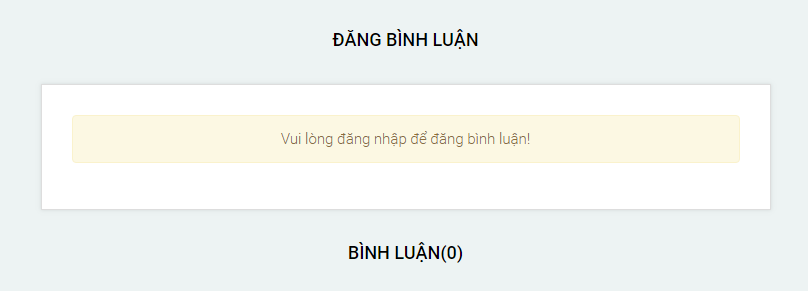 ĐĂNG BÌNH LUẬN
Vui lòng đăng nhập để đăng bình luận!
BÌNH LUẬN(0)